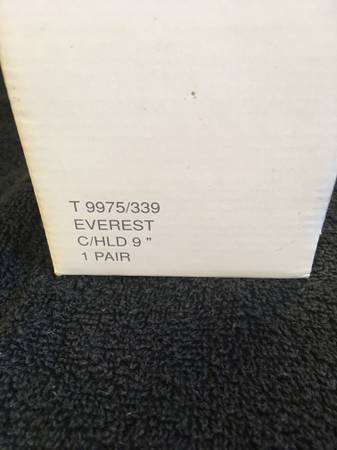 T 9975/339
EVEREST
C/HLD 9 "
1 PAIR